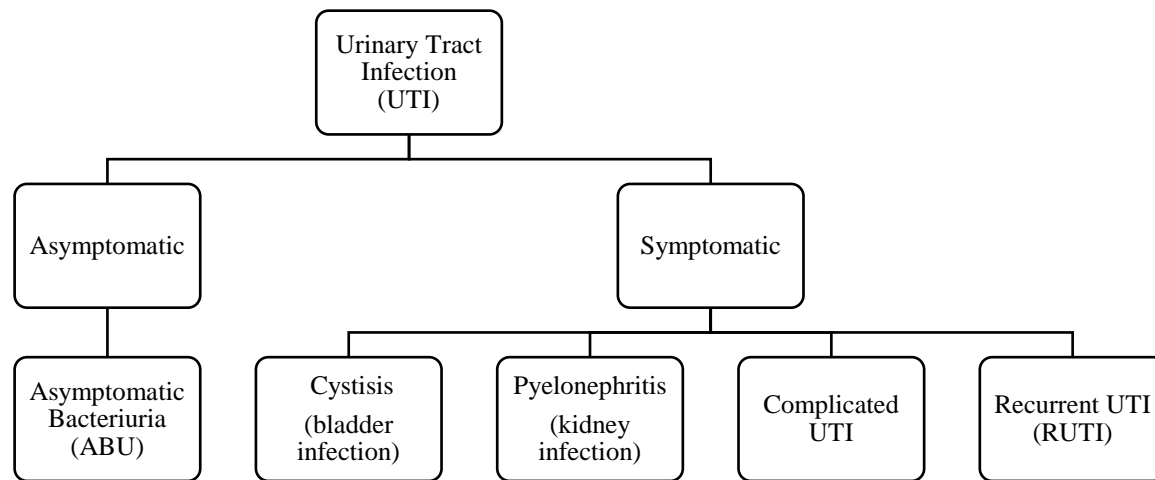 Urinary Tract
Infection
(UTI)
Asymptomatic
Symptomatic
Asymptomatic
Bacteriuria
(ABU)
Cystisis
(bladder
infection)
Pyelonephritis
(kidney
infection)
Complicated
UTI
Recurrent UTI
(RUTI)